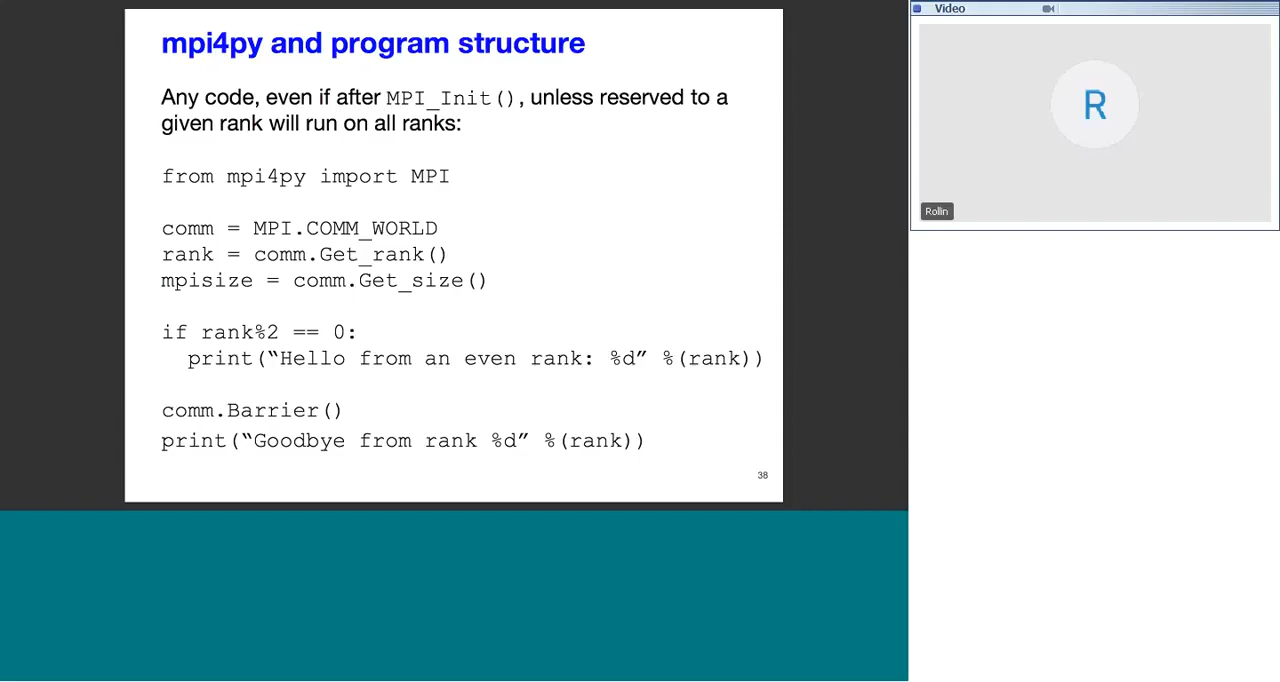 mpi4py and program structure
Any code, even if after MPI_Init(), unless reserved to a
given rank will run on all ranks:
from mpi4py import MPI
comm = MPI.COMM_WORLD
rank = comm.Get_rank()
mpisize = comm.Get_size()
if rank%2 == 0:
  print(“Hello from an even rank: %d” %(rank))
comm.Barrier()
print(“Goodbye from rank %d” %(rank))
38
Video
R
Rolin